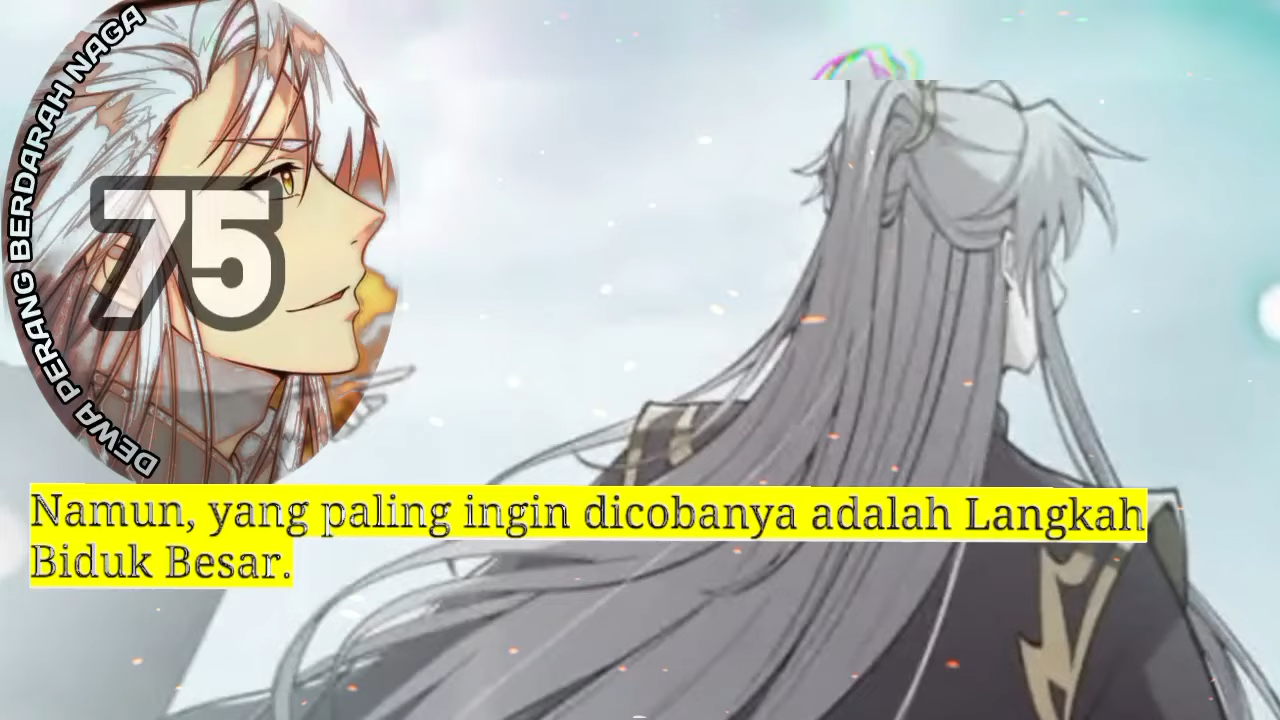 DEWA PERANG BERDARAH NAGA
75
Namun, yang paling ingin dicobanya adalah Langkah
Biduk Besar.